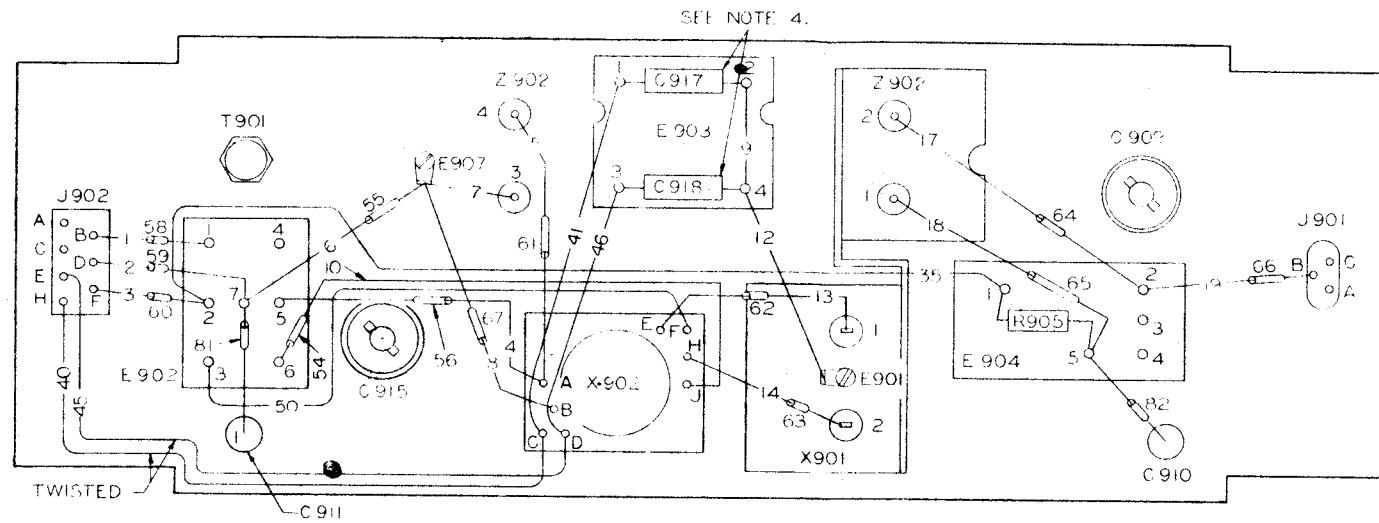 SEE NOTE 4.
1 C917 2
Z902
4
E903
3 C918 4
9
T901
E907
3
7
55
6
J902
A
B
C
D
E
F
H
1 58
2 59
3 60
1
4
7
2
5
3
6
81
E902
10
54
50
40
45
C915
56
67
8
4
61
41
46
12
Z902
2
1
17
18
64
65
C909
J901
B
C
A
66
19
35
1
2
3
4
5
R905
E904
82
C910
E
F
H
J
A
B
C
D
X902
62
13
14
63
1
E901
2
X901
1
TWISTED
C911